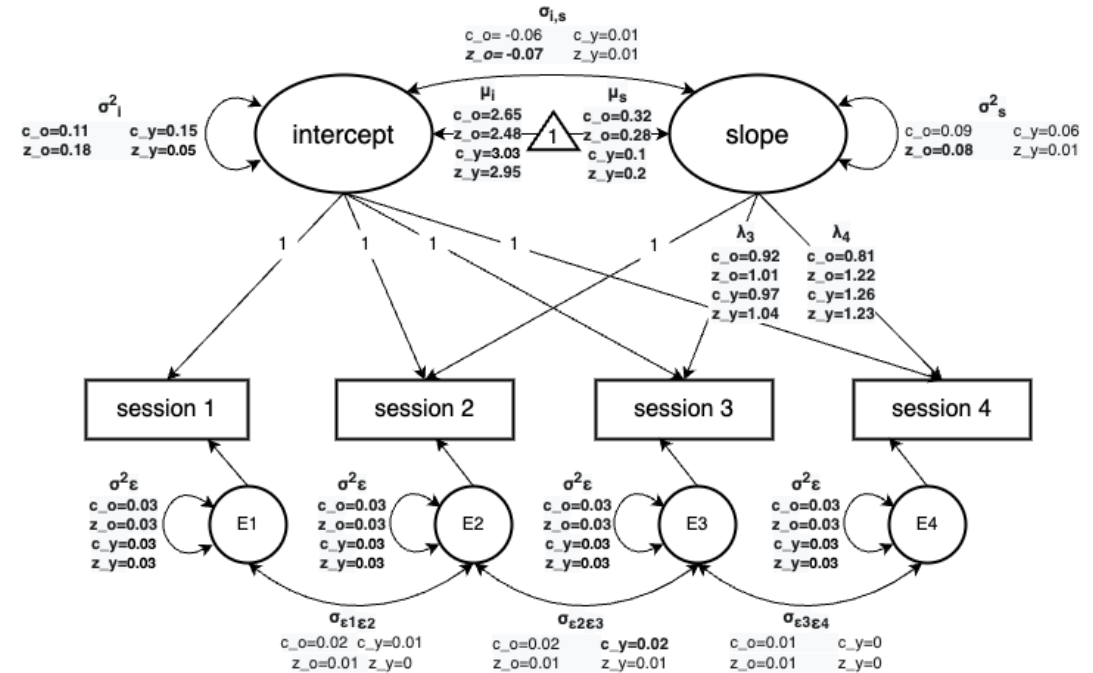 σi,s
c_o= -0.06 c_y=0.01
z_o= -0.07 z_y=0.01
σ²i
c_o=0.11 c_y=0.15
z_o=0.18 z_y=0.05
intercept
μi
c_o=2.65
z_o=2.48
c_y=3.03
z_y=2.95
1
μs
c_o=0.32
z_o=0.28
c_y=0.1
z_y=0.2
slope
σ²s
c_o=0.09 c_y=0.06
z_o=0.08 z_y=0.01
1 1 1 1 1
λ3
c_o=0.92
z_o=1.01
c_y=0.97
z_y=1.04
λ4
c_o=0.81
z_o=1.22
c_y=1.26
z_y=1.23
session 1 session 2 session 3 session 4
σ²ε
c_o=0.03
z_o=0.03
c_y=0.03
z_y=0.03
E1
σ²ε
c_o=0.03
z_o=0.03
c_y=0.03
z_y=0.03
E2
σ²ε
c_o=0.03
z_o=0.03
c_y=0.03
z_y=0.03
E3
σ²ε
c_o=0.03
z_o=0.03
c_y=0.03
z_y=0.03
E4
σε1ε2
c_o=0.02 c_y=0.01
z_o=0.01 z_y=0
σε2ε3
c_o=0.02 c_y=0.02
z_o=0.01 z_y=0.01
σε3ε4
c_o=0.01 c_y=0
z_o=0.01 z_y=0